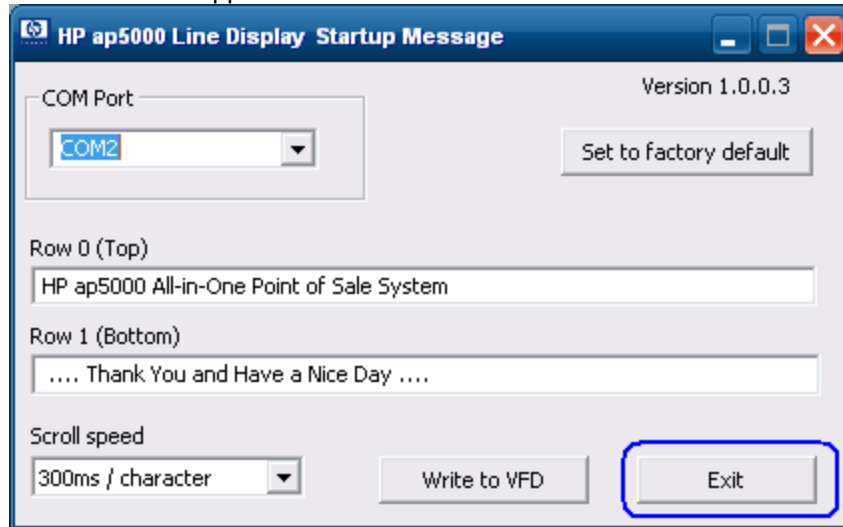 HP ap5000 Line Display Startup Message
Version 1.0.0.3
COM Port
COM2
Set to factory default
Row 0 (Top)
HP ap5000 All-in-One Point of Sale System
Row 1 (Bottom)
.... Thank You and Have a Nice Day ....
Scroll speed
300ms / character
Write to VFD
Exit